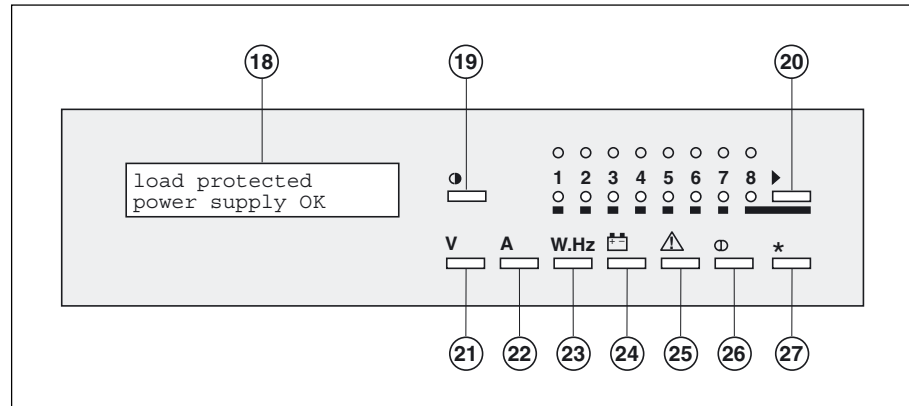 18 19 20
load protected
power supply OK
1 2 3 4 5 6 7 8
V A W.Hz + − *
21 22 23 24 25 26 27